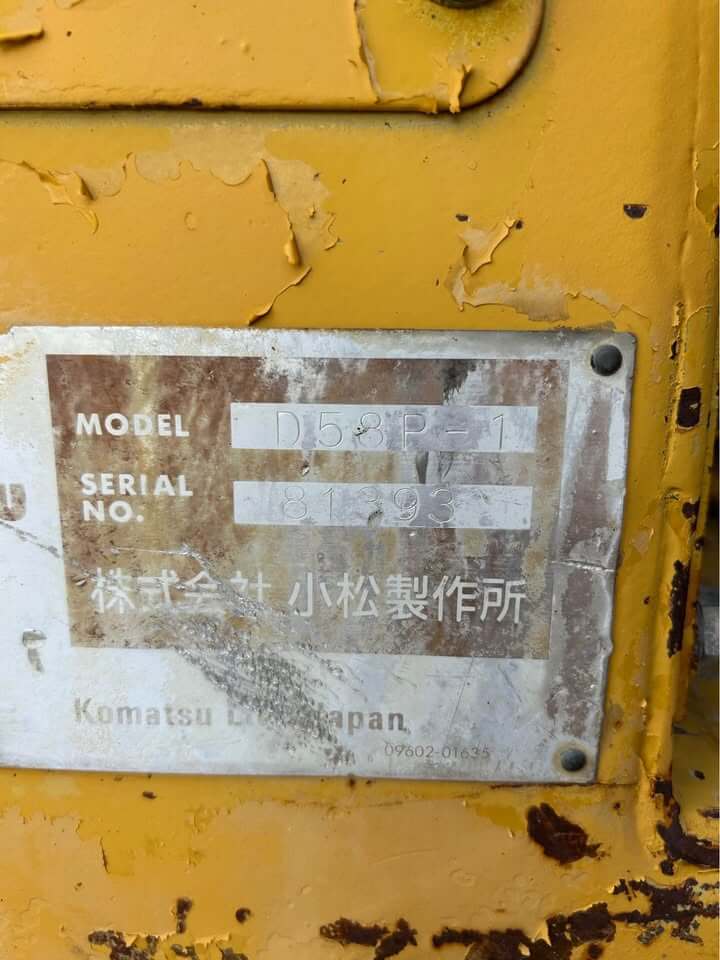 MODEL D58P-1
SERIAL NO. 81393
株式会社 小松製作所
Komatsu Ltd. Japan
09602-01635